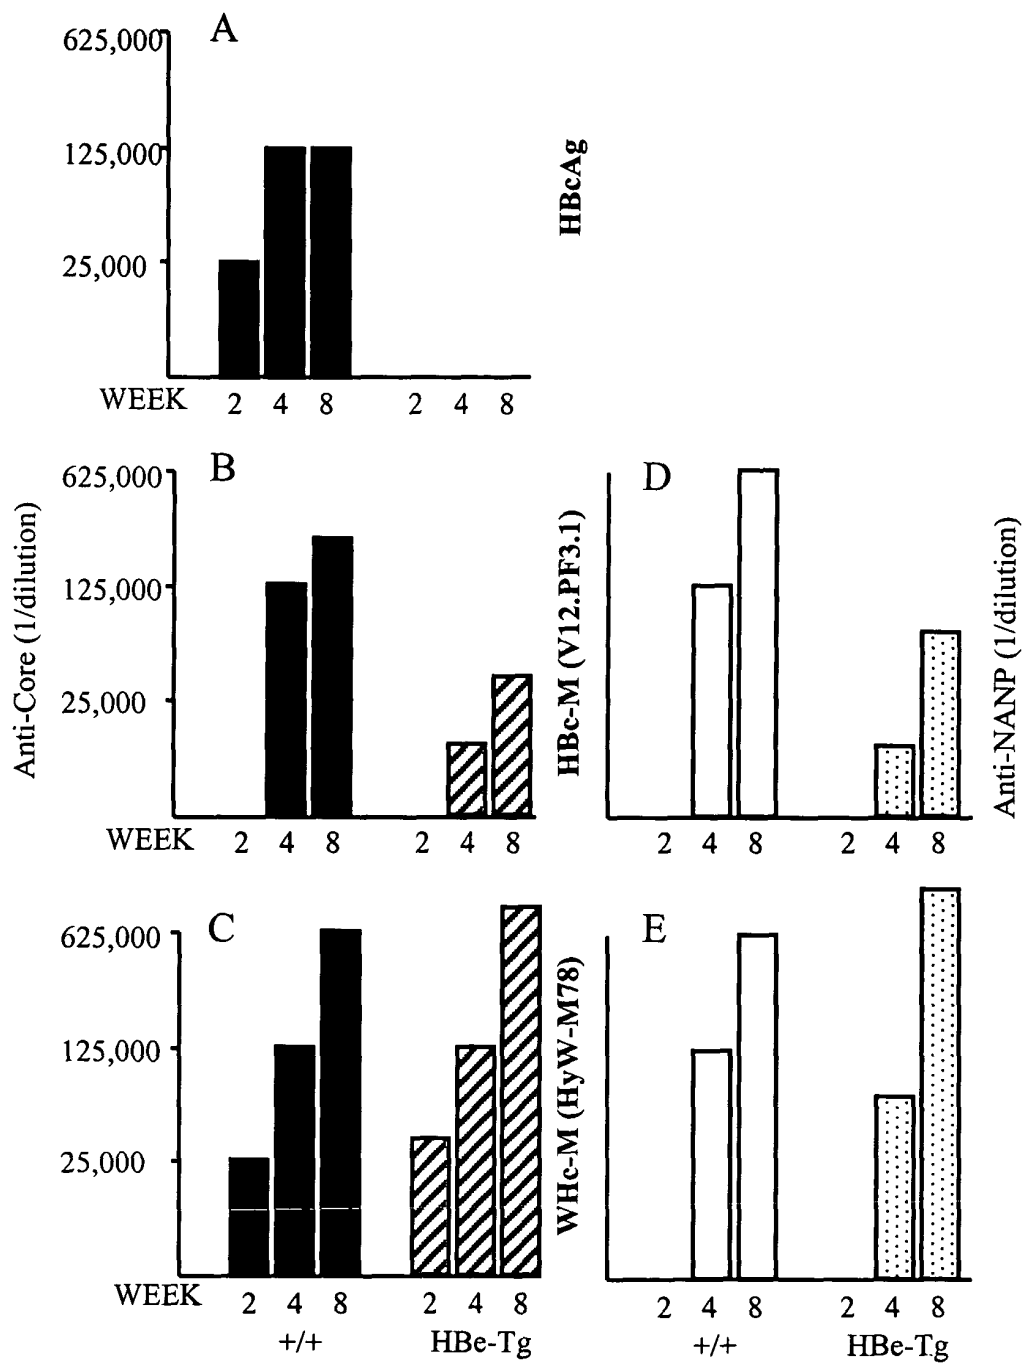 A
625,000
125,000
25,000
HBcAg
WEEK 2 4 8 2 4 8
B
625,000
125,000
25,000
Anti-Core (1/dilution)
WEEK 2 4 8 2 4 8
HBc-M (V12.PF3.1)
D
2 4 8 2 4 8
Anti-NANP (1/dilution)
C
625,000
125,000
25,000
WEEK 2 4 8 2 4 8
+/+ HBe-Tg
WHc-M (HyW-M78)
E
2 4 8 2 4 8
+/+ HBe-Tg